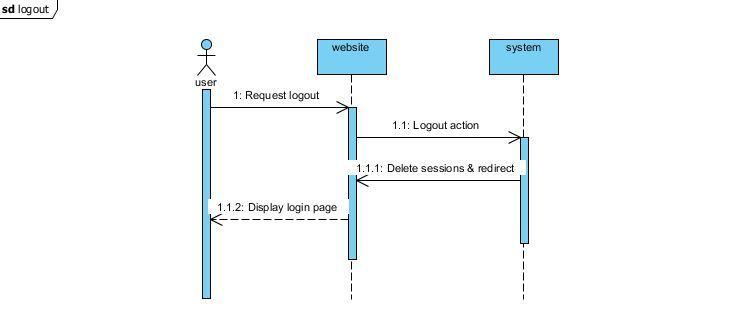 sd logout
website
system
user
1: Request logout
1.1: Logout action
1.1.1: Delete sessions & redirect
1.1.2: Display login page